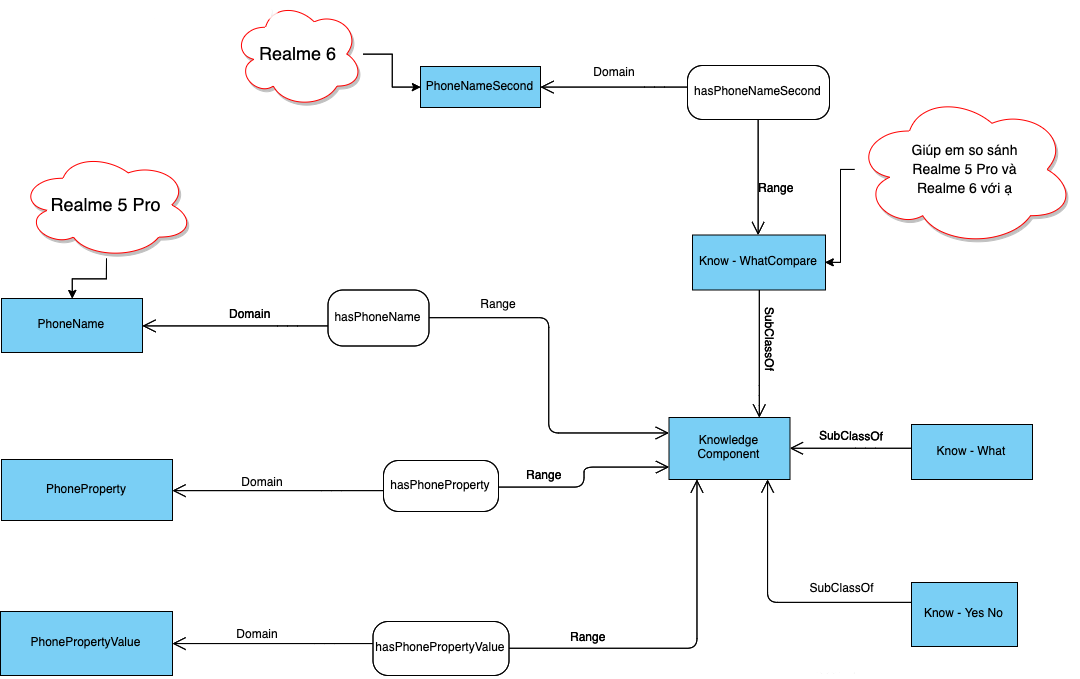 Realme 6
PhoneNameSecond
Domain
hasPhoneNameSecond
Range
Giúp em so sánh
Realme 5 Pro và
Realme 6 với ạ
Know - WhatCompare
SubClassOf
Realme 5 Pro
PhoneName
Domain
hasPhoneName
Range
Knowledge
Component
SubClassOf
Know - What
PhoneProperty
Domain
hasPhoneProperty
Range
SubClassOf
Know - Yes No
PhonePropertyValue
Domain
hasPhonePropertyValue
Range